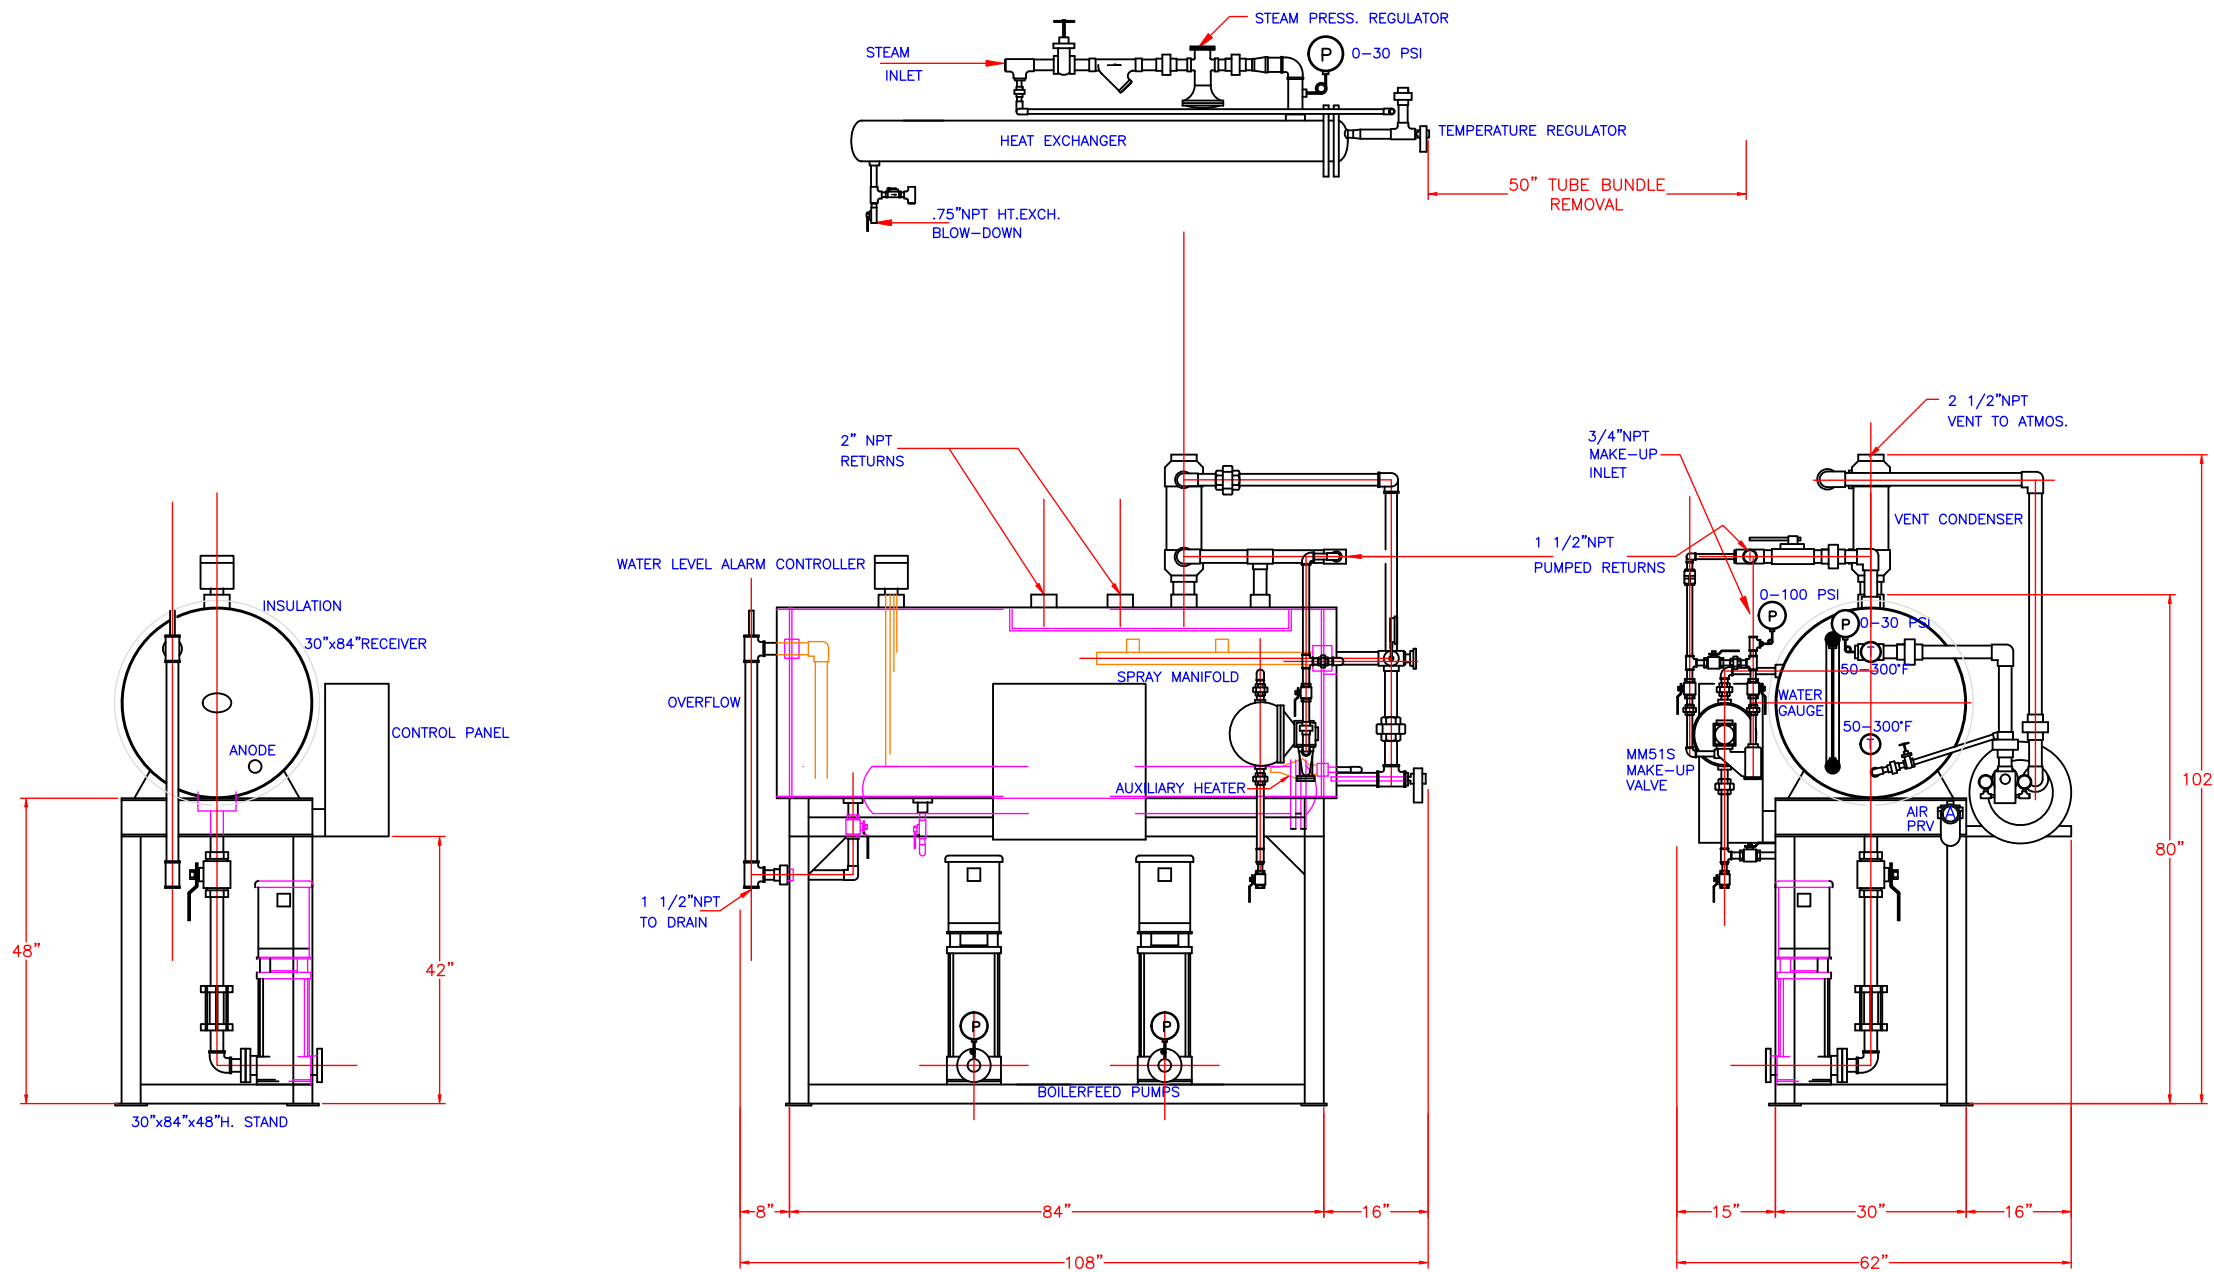 STEAM PRESS. REGULATOR
STEAM
INLET
P
0-30 PSI
HEAT EXCHANGER
TEMPERATURE REGULATOR
50” TUBE BUNDLE
REMOVAL
.75”NPT HT.EXCH.
BLOW-DOWN
INSULATION
30”x84”RECEIVER
CONTROL PANEL
ANODE
48”
42”
30”x84”x48”H. STAND
2” NPT
RETURNS
WATER LEVEL ALARM CONTROLLER
OVERFLOW
SPRAY MANIFOLD
AUXILIARY HEATER
1 1/2”NPT
TO DRAIN
P
P
BOILERFEED PUMPS
8”
84”
16”
108”
1 1/2”NPT
PUMPED RETURNS
2 1/2”NPT
VENT TO ATMOS.
3/4”NPT
MAKE-UP
INLET
VENT CONDENSER
0-100 PSI
P
P
0-30 PSI
50-300°F
WATER
GAUGE
50-300°F
MM51S
MAKE-UP
VALVE
AIR
PRV
A
102
80”
15”
30”
16”
62”